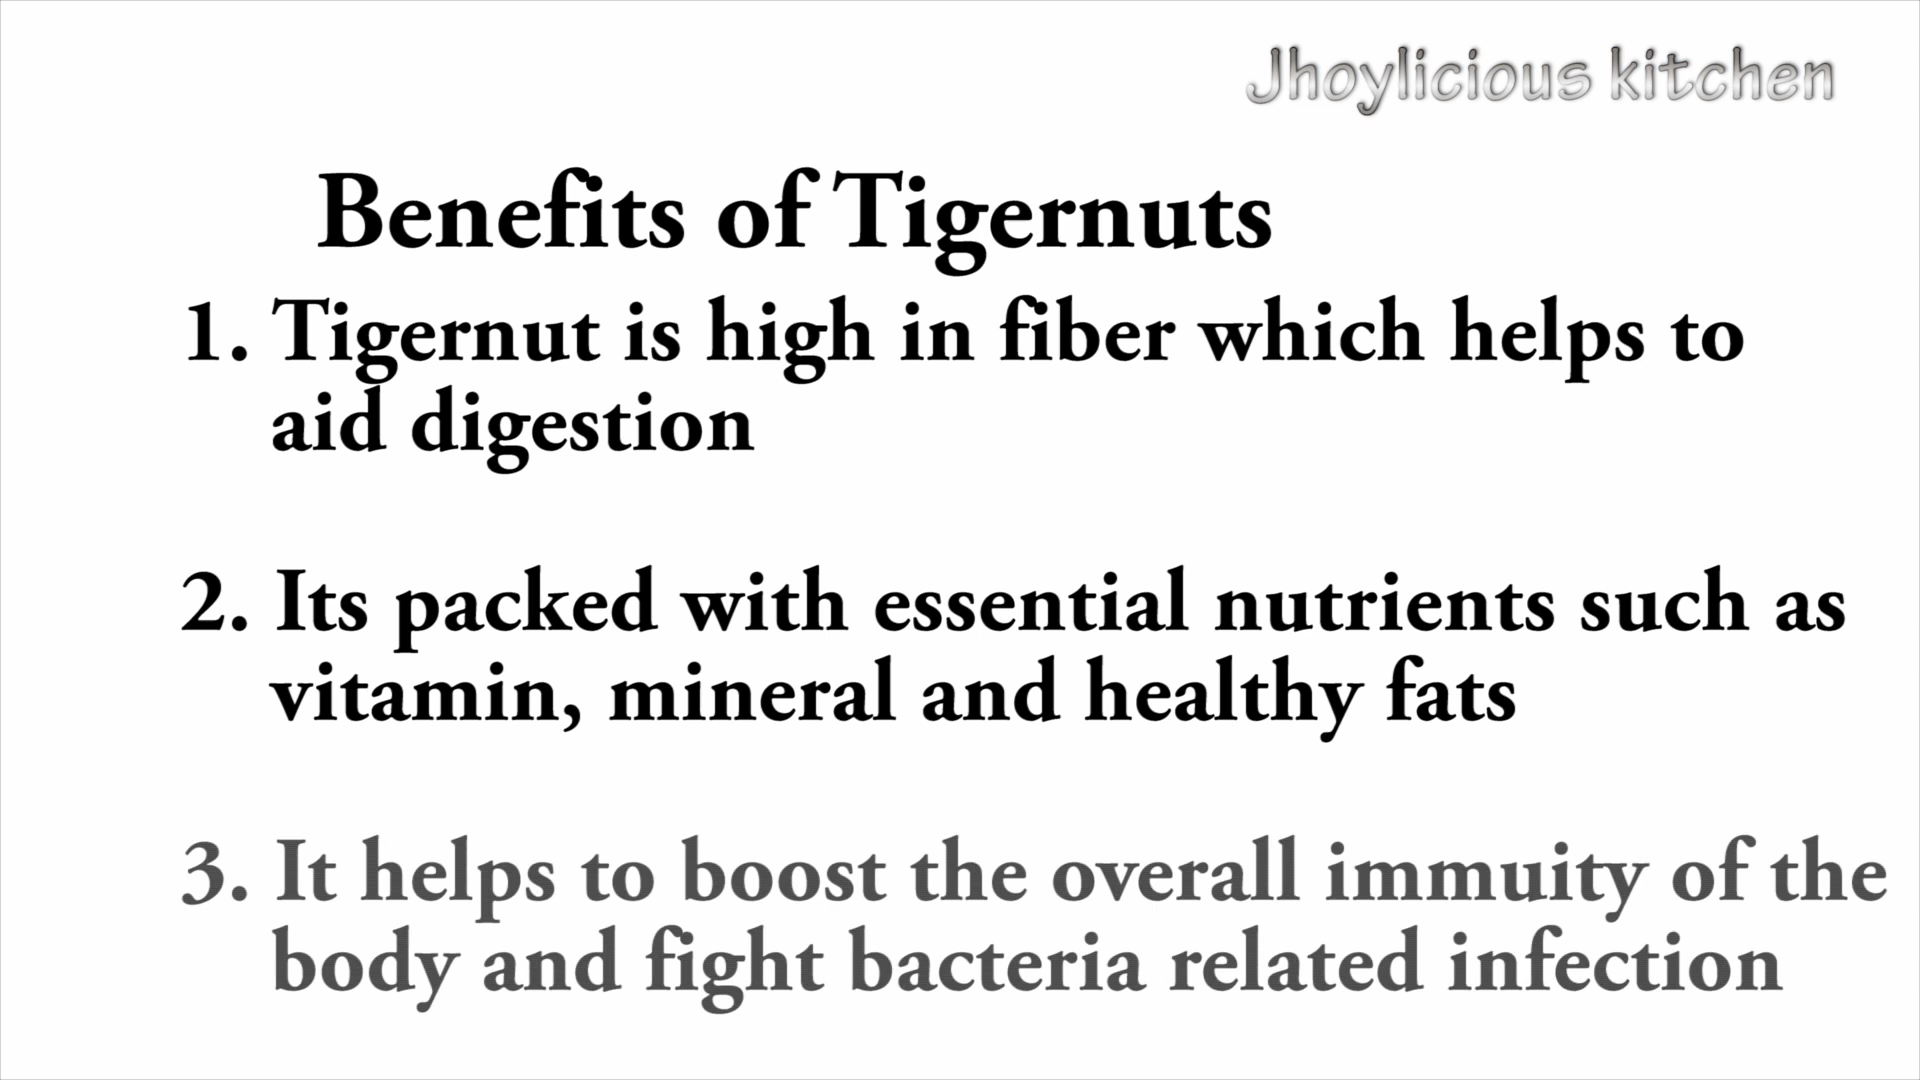 Jhoylicious kitchen
Benefits of Tigernuts
1. Tigernut is high in fiber which helps to
aid digestion
2. Its packed with essential nutrients such as
vitamin, mineral and healthy fats
3. It helps to boost the overall immuity of the
body and fight bacteria related infection